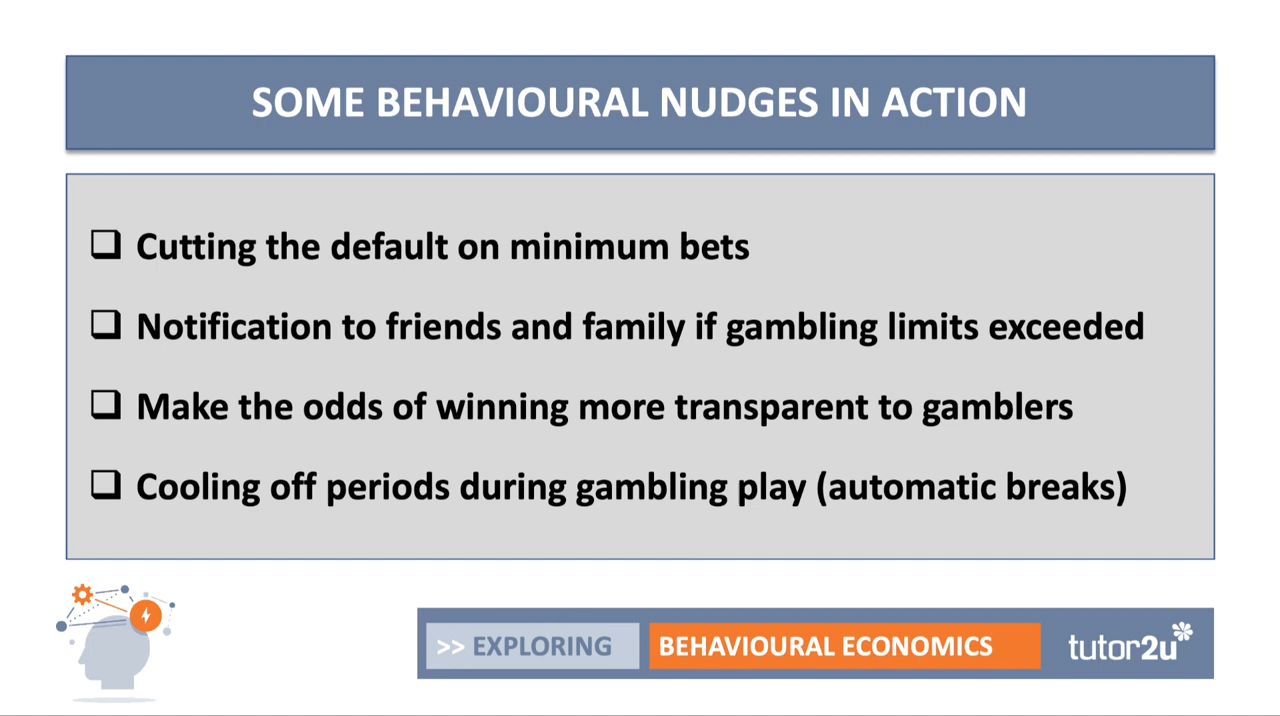 SOME BEHAVIOURAL NUDGES IN ACTION
Cutting the default on minimum bets
Notification to friends and family if gambling limits exceeded
Make the odds of winning more transparent to gamblers
Cooling off periods during gambling play (automatic breaks)
>> EXPLORING BEHAVIOURAL ECONOMICS tutor2u